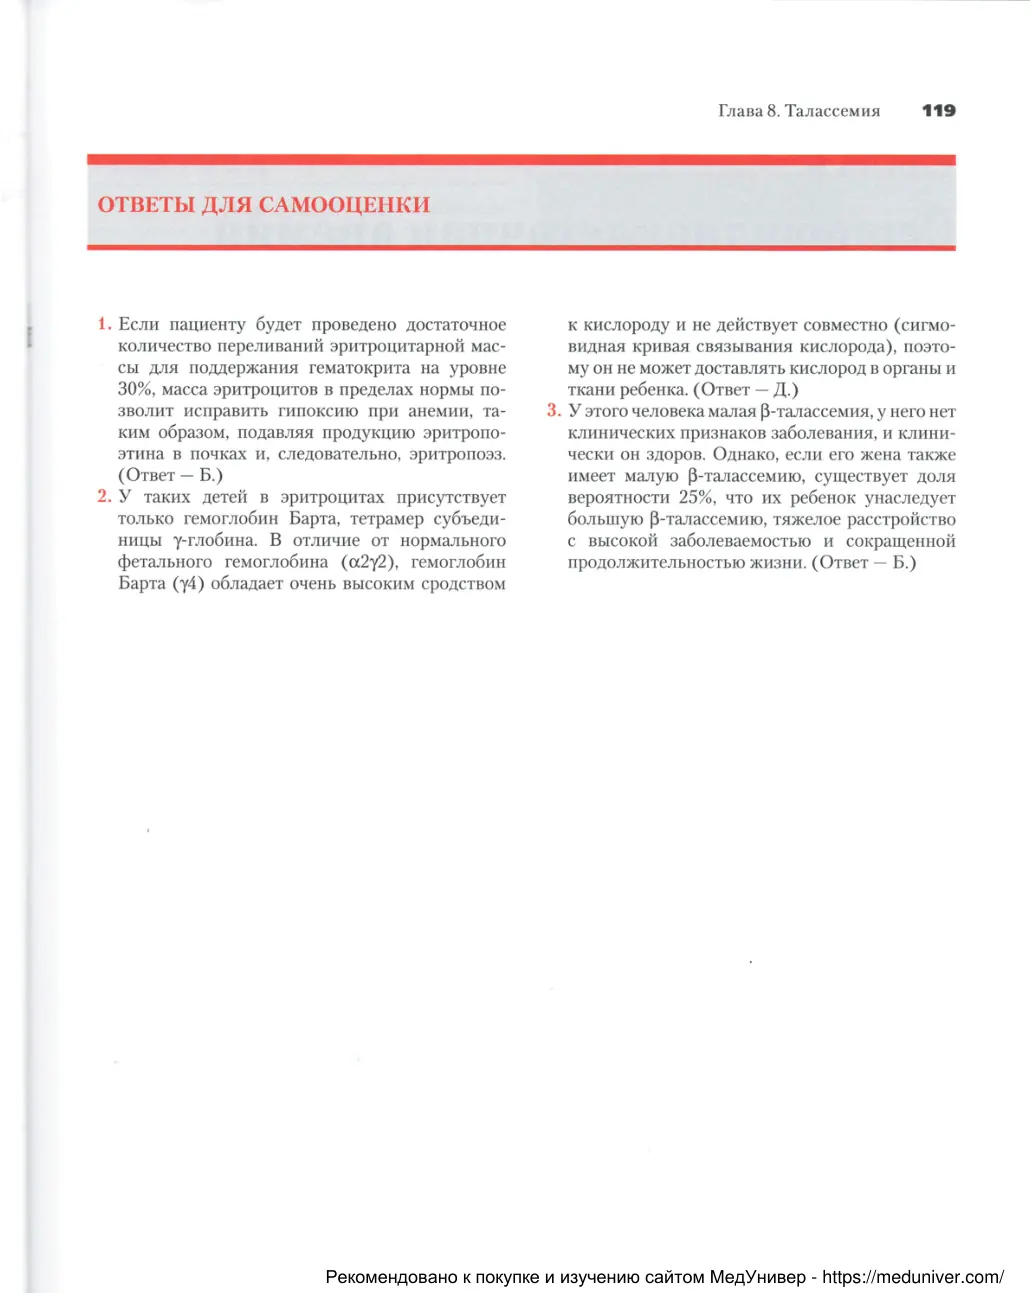 Глава 8. Талассемия 119
ОТВЕТЫ ДЛЯ САМООЦЕНКИ
1. Если пациенту будет проведено достаточное
количество переливаний эритроцитарной мас-
сы для поддержания гематокрита на уровне
30%, масса эритроцитов в пределах нормы по-
зволит исправить гипоксию при анемии, та-
ким образом, подавляя продукцию эритропо-
этина в почках и, следовательно, эритропоэз.
(Ответ — Б.)
2. У таких детей в эритроцитах присутствует
только гемоглобин Барта, тетрамер субъеди-
ницы γ-глобина. В отличие от нормального
фетального гемоглобина (α2γ2), гемоглобин
Барта (γ4) обладает очень высоким сродством
к кислороду и не действует совместно (сигмо-
видная кривая связывания кислорода), поэто-
му он не может доставлять кислород в органы и
ткани ребенка. (Ответ — Д.)
3. У этого человека малая β-талассемия, у него нет
клинических признаков заболевания, и клини-
чески он здоров. Однако, если его жена также
имеет малую β-талассемию, существует доля
вероятности 25%, что их ребенок унаследует
большую β-талассемию, тяжелое расстройство
с высокой заболеваемостью и сокращенной
продолжительностью жизни. (Ответ — Б.)
Рекомендовано к покупке и изучению сайтом МедУнивер - https://meduniver.com/